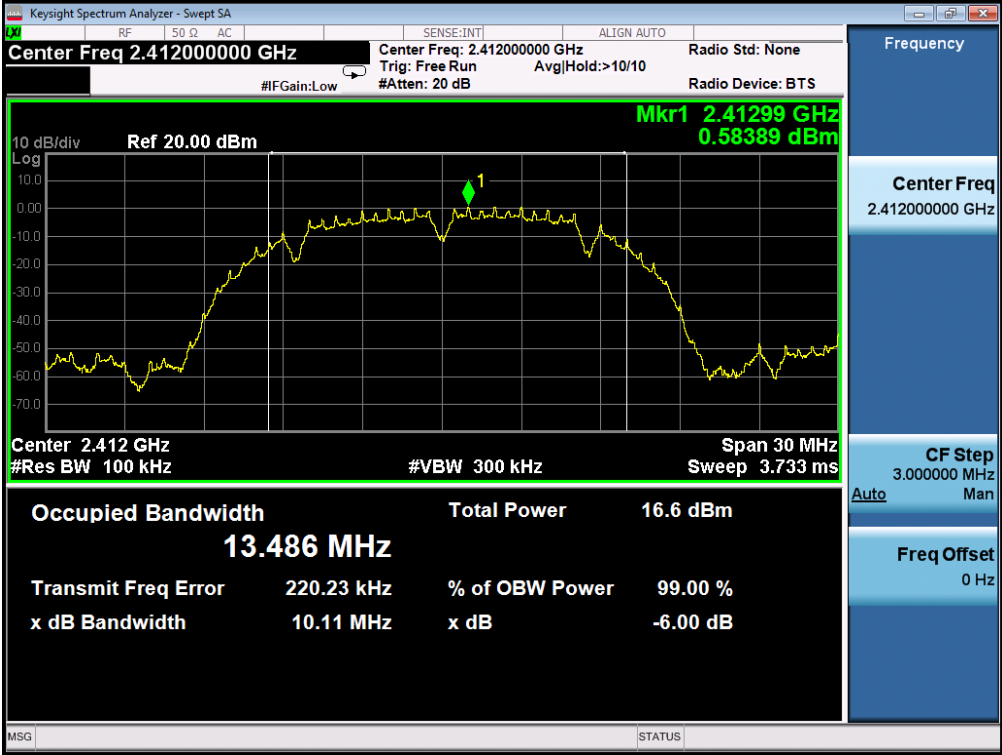 Keysight Spectrum Analyzer - Swept SA
LXI RF 50 Ω AC SENSE:INT ALIGN AUTO
Center Freq 2.412000000 GHz
Center Freq: 2.412000000 GHz Radio Std: None
Trig: Free Run Avg|Hold:>10/10
#IFGain:Low #Atten: 20 dB Radio Device: BTS
Mkr1 2.41299 GHz
0.58389 dBm
10 dB/div Ref 20.00 dBm
Log
10.0
1
0.00
-10.0
-20.0
-30.0
-40.0
-50.0
-60.0
-70.0
Center 2.412 GHz Span 30 MHz
#Res BW 100 kHz #VBW 300 kHz Sweep 3.733 ms
Occupied Bandwidth Total Power 16.6 dBm
13.486 MHz
Transmit Freq Error 220.23 kHz % of OBW Power 99.00 %
x dB Bandwidth 10.11 MHz x dB -6.00 dB
Frequency
Center Freq
2.412000000 GHz
CF Step
3.000000 MHz
Auto Man
Freq Offset
0 Hz
MSG STATUS